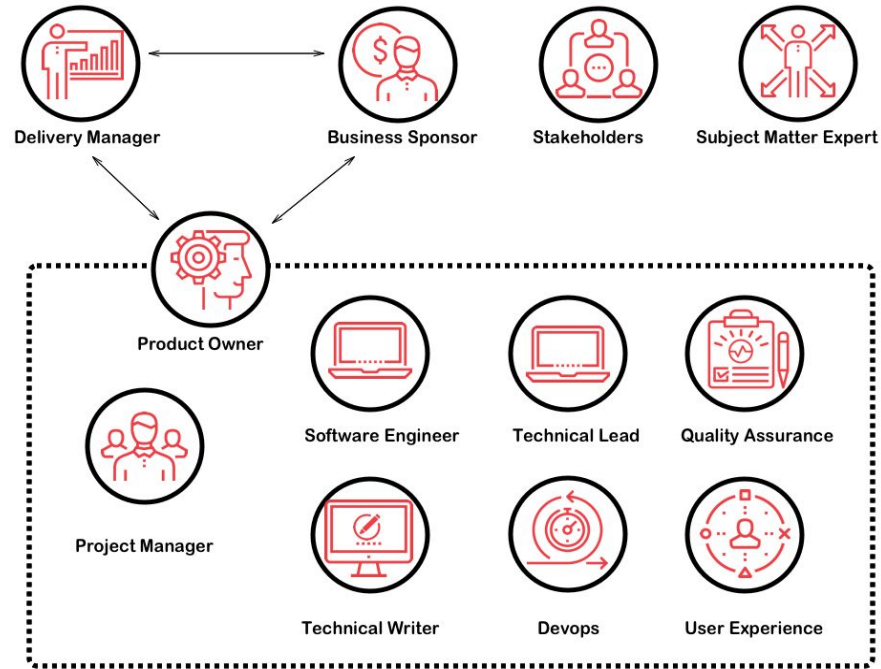 Delivery Manager
Business Sponsor
Stakeholders
Subject Matter Expert
$
Product Owner
Software Engineer
Technical Lead
Quality Assurance
Project Manager
Technical Writer
Devops
User Experience